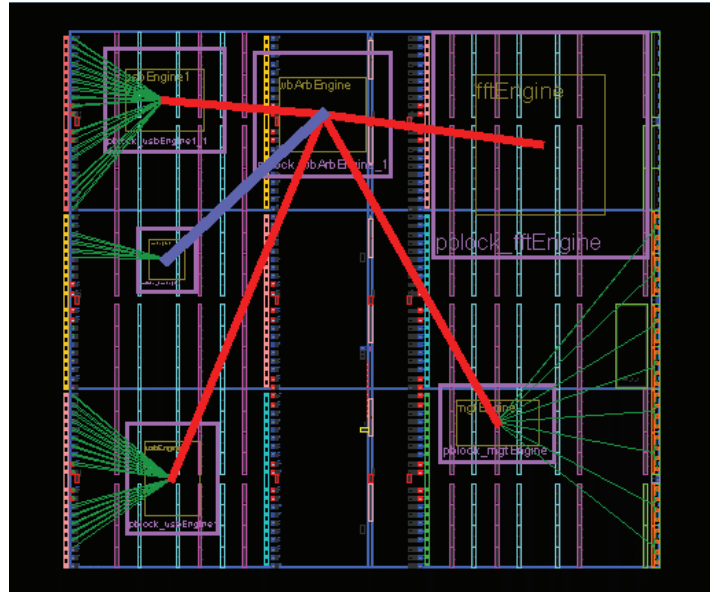 usbEngine1
wbArbEngine
fftEngine
pblock_usbEngine1_1
pblock_wbArbEngine_1
pblock_fftEngine
mgtEngine
pblock_mgtEngine
usbEngine
pblock_usbEngine1